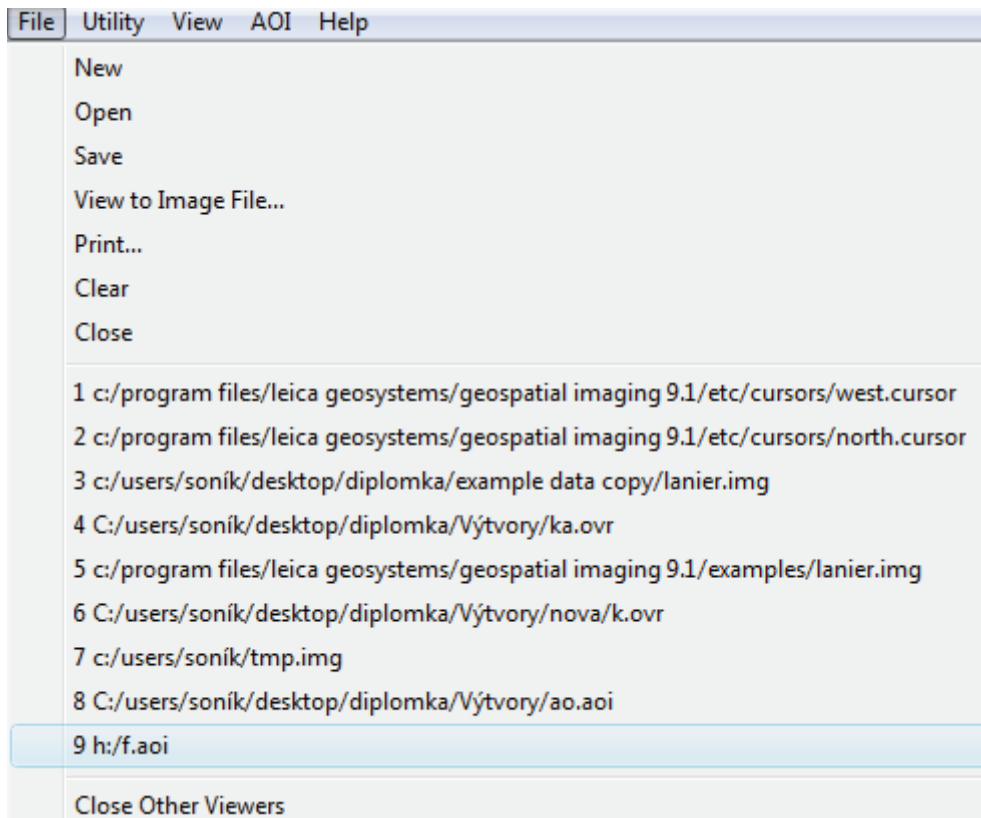 File Utility View AOI Help
New
Open
Save
View to Image File...
Print...
Clear
Close
1 c:/program files/leica geosystems/geospatial imaging 9.1/etc/cursors/west.cursor
2 c:/program files/leica geosystems/geospatial imaging 9.1/etc/cursors/north.cursor
3 c:/users/soník/desktop/diplomka/example data copy/lanier.img
4 C:/users/soník/desktop/diplomka/Výtvory/ka.ovr
5 c:/program files/leica geosystems/geospatial imaging 9.1/examples/lanier.img
6 C:/users/soník/desktop/diplomka/Výtvory/nova/k.ovr
7 c:/users/soník/tmp.img
8 C:/users/soník/desktop/diplomka/Výtvory/ao.aoi
9 h:/f.aoi
Close Other Viewers